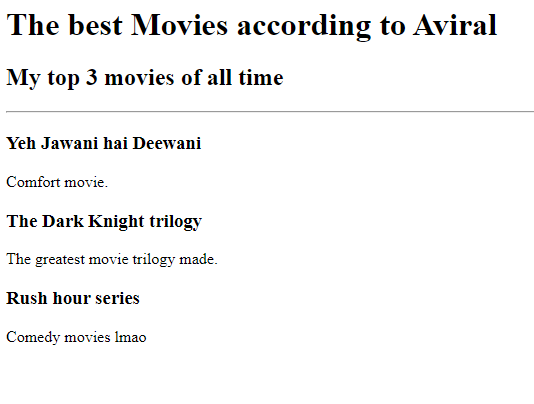 The best Movies according to Aviral
My top 3 movies of all time
Yeh Jawani hai Deewani
Comfort movie.
The Dark Knight trilogy
The greatest movie trilogy made.
Rush hour series
Comedy movies lmao